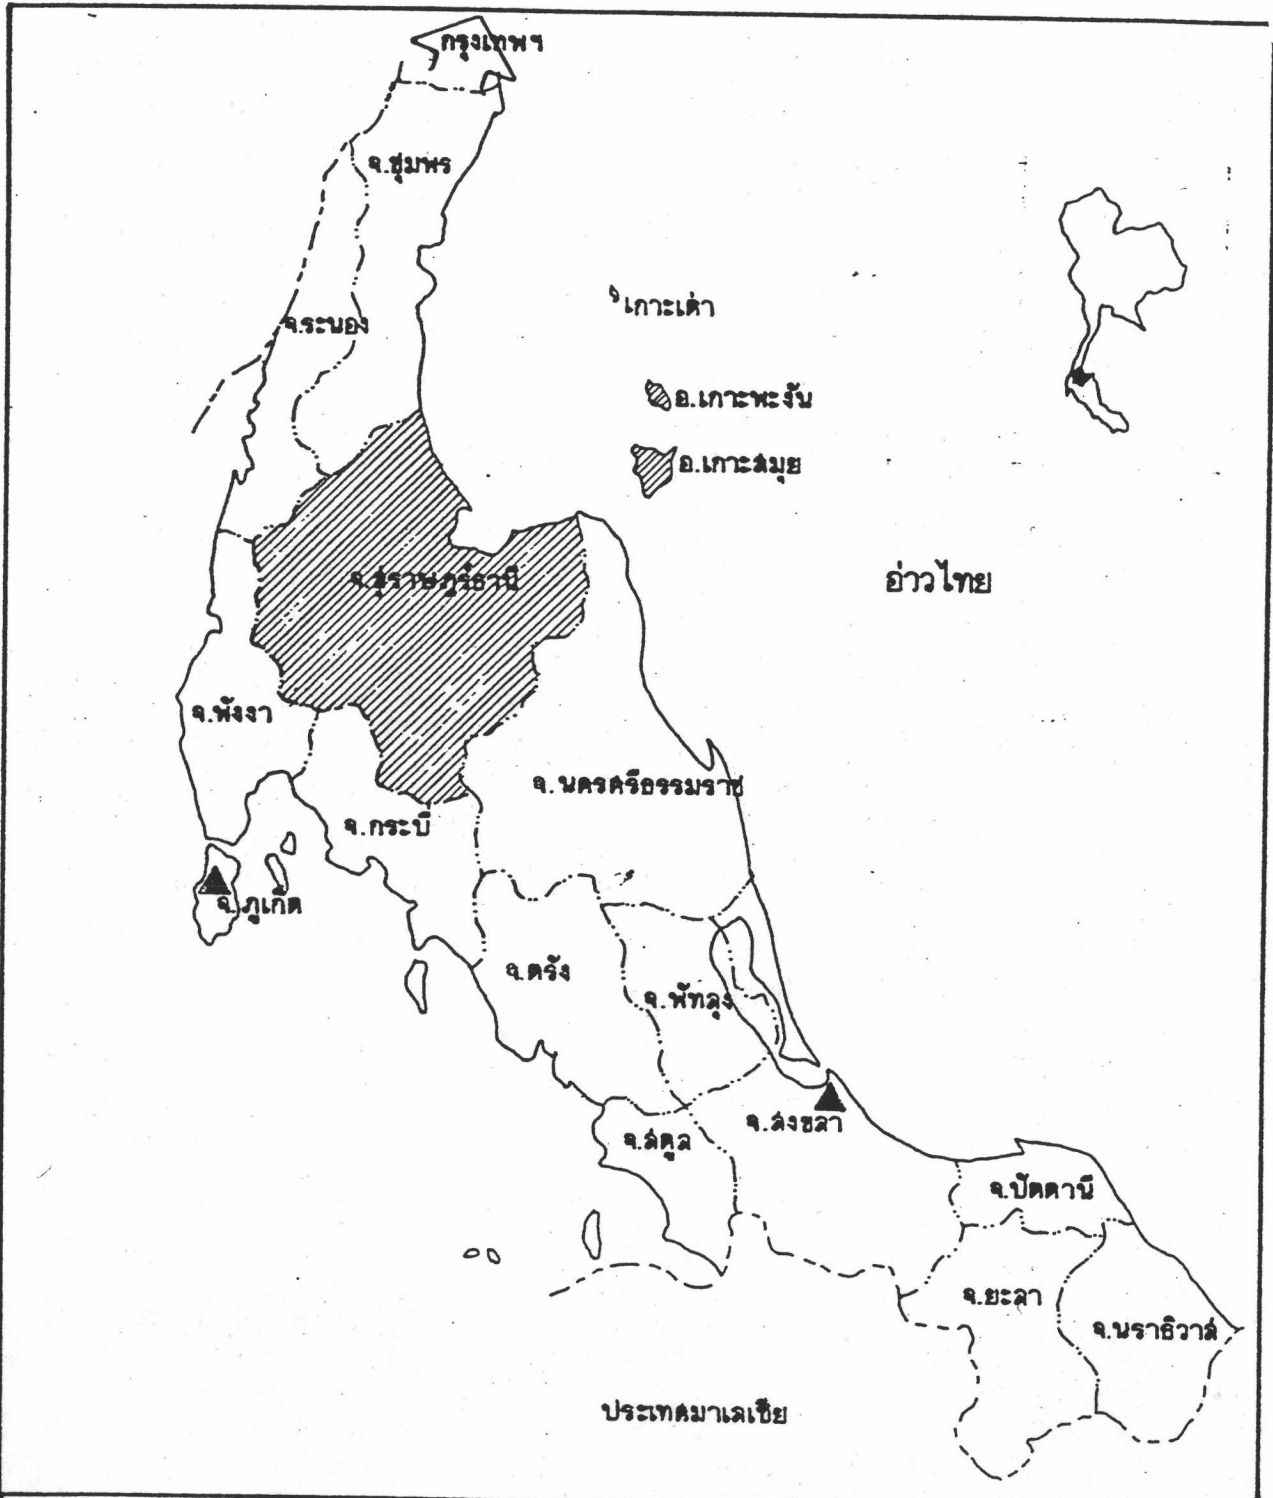 กรุงเทพฯ
จ.ชุมพร
เกาะเต่า
จ.ระนอง
อ.เกาะพะงัน
อ.เกาะสมุย
จ.สุราษฎร์ธานี
อ่าวไทย
จ.พังงา
จ.นครศรีธรรมราช
จ.กระบี่
จ.ภูเก็ต
จ.ตรัง
จ.พัทลุง
จ.สงขลา
จ.สตูล
จ.ปัตตานี
จ.ยะลา
จ.นราธิวาส
ประเทศมาเลเซีย